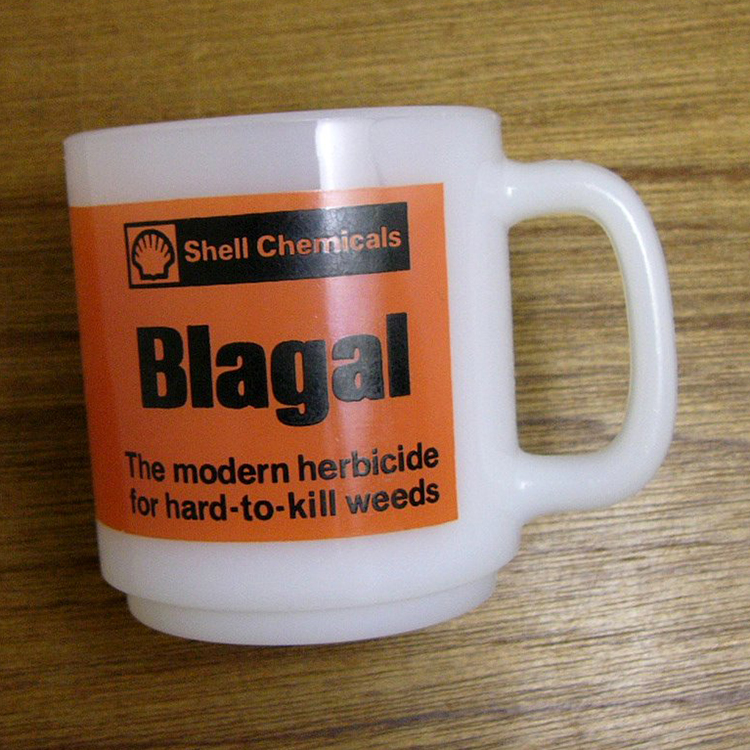 Shell Chemicals
Blagal
The modern herbicide
for hard-to-kill weeds